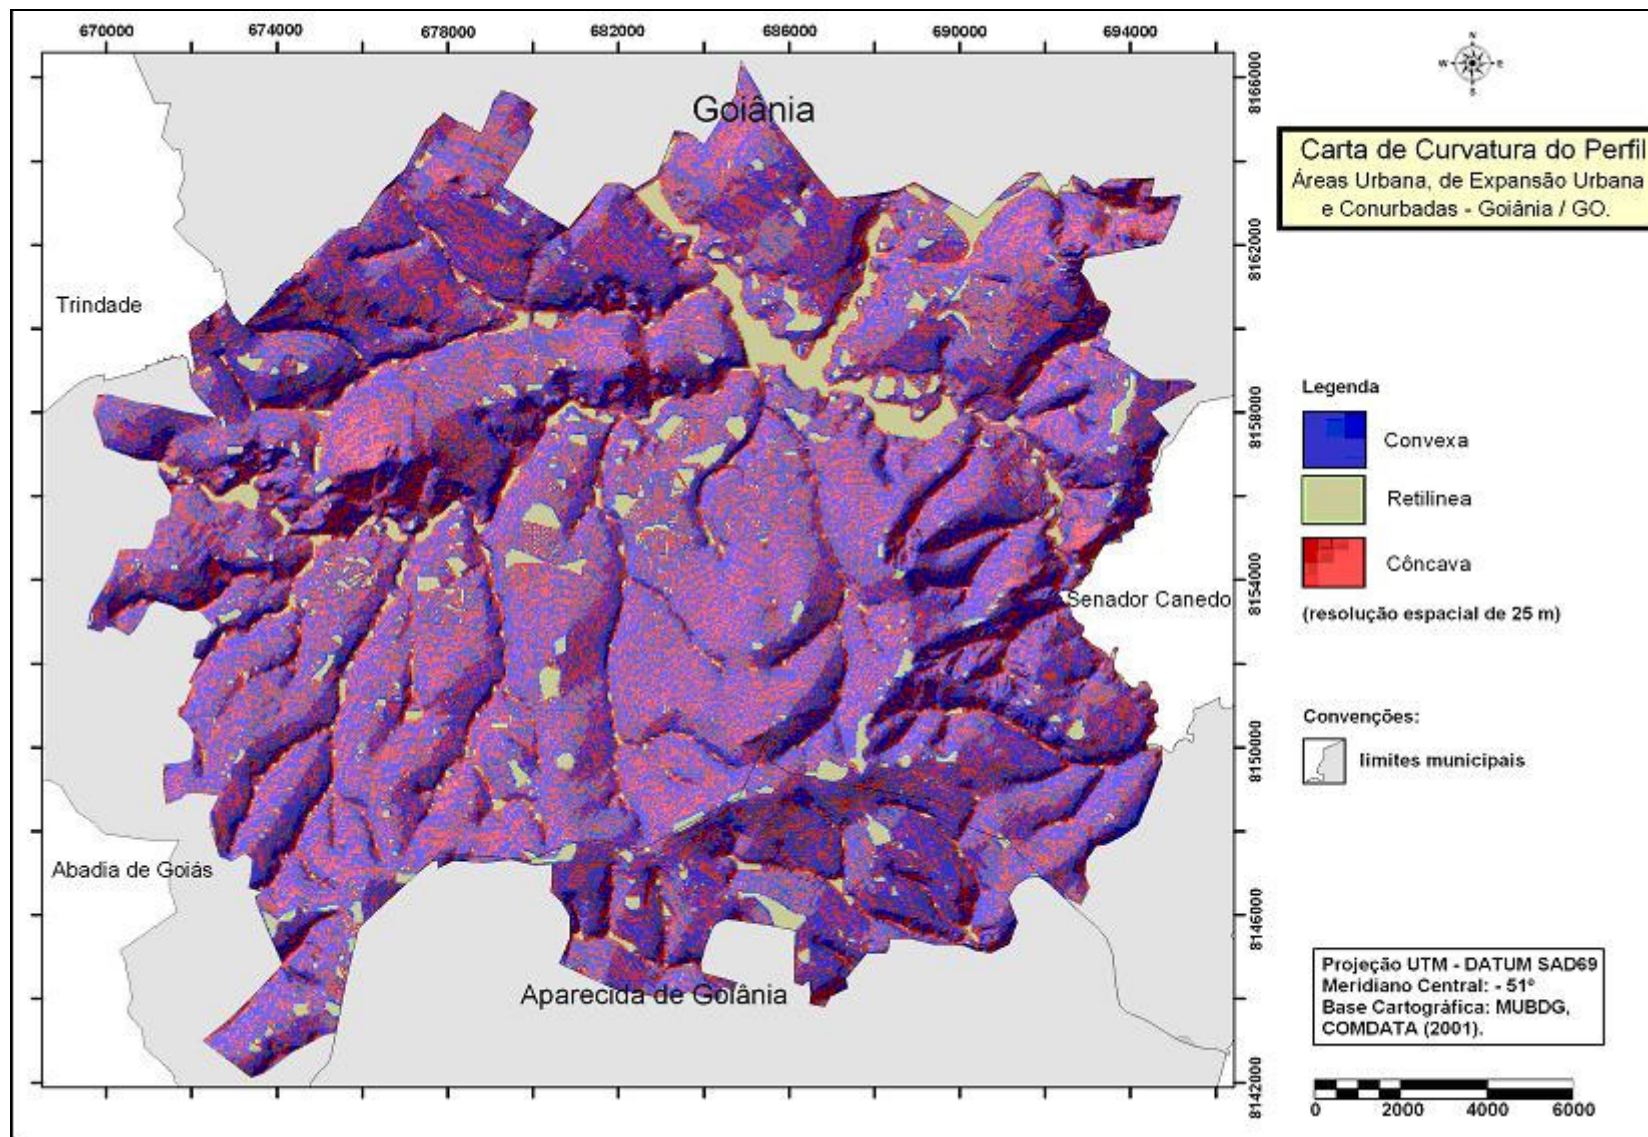 670000 674000 678000 682000 686000 690000 694000
N
W E
S
8166000
8162000
8158000
8154000
8150000
8146000
8142000
Goiânia
Trindade
Senador Canedo
Abadia de Goiás
Aparecida de Goiânia
Carta de Curvatura do Perfil
Áreas Urbana, de Expansão Urbana
e Conurbadas - Goiânia / GO.
Legenda
Convexa
Retilínea
Côncava
(resolução espacial de 25 m)
Convenções:
limites municipais
Projeção UTM - DATUM SAD69
Meridiano Central: - 51º
Base Cartográfica: MUBDG,
COMDATA (2001).
0 2000 4000 6000